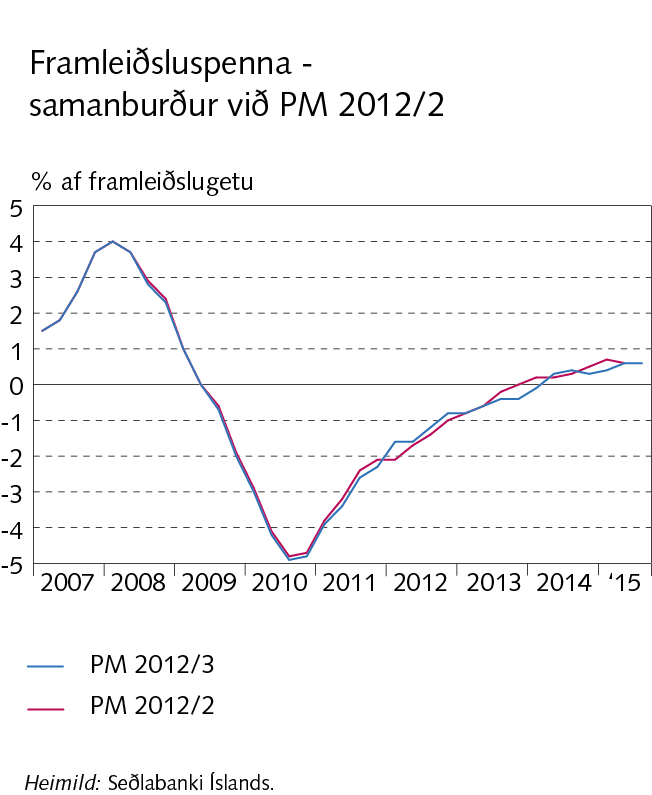 Framleiðsluspenna -
samanburður við PM 2012/2
% af framleiðslugetu
5
4
3
2
1
0
-1
-2
-3
-4
-5
2007 2008 2009 2010 2011 2012 2013 2014 ‘15
PM 2012/3
PM 2012/2
Heimild: Seðlabanki Íslands.